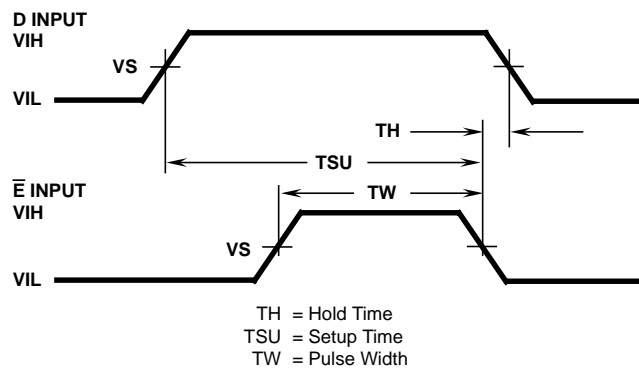 D INPUT
VIH
VS
VIL
TH
TSU
E̅ INPUT
VIH
TW
VS
VIL
TH = Hold Time
TSU = Setup Time
TW = Pulse Width